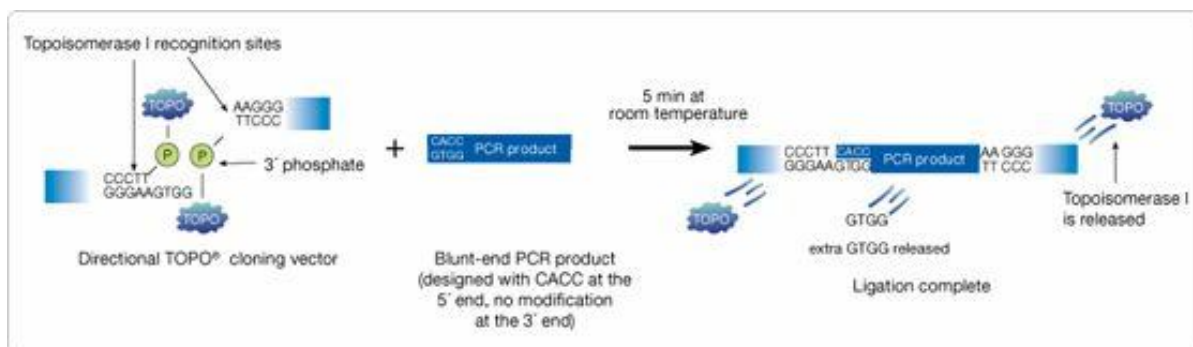 Topoisomerase I recognition sites
TOPO
AAGGG
TTCCC
P
P
3´ phosphate
CCCTT
GGGAAGTGG
TOPO
Directional TOPO® cloning vector
+
CACC
GTGG
PCR product
Blunt-end PCR product
(designed with CACC at the
5´ end, no modification
at the 3´ end)
5 min at
room temperature
CCCTT CACC PCR product AA GGG
GGGAAGTGG TT CCC
TOPO
GTGG
extra GTGG released
Ligation complete
TOPO
Topoisomerase I
is released